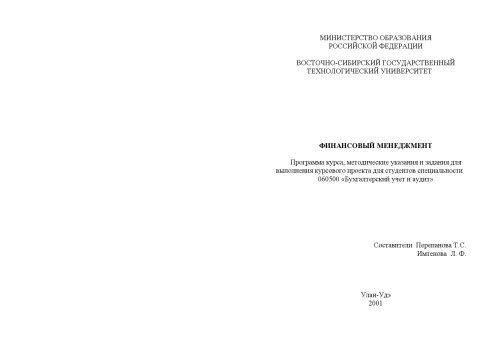 МИНИСТЕРСТВО ОБРАЗОВАНИЯ
РОССИЙСКОЙ ФЕДЕРАЦИИ
ВОСТОЧНО-СИБИРСКИЙ ГОСУДАРСТВЕННЫЙ
ТЕХНОЛОГИЧЕСКИЙ УНИВЕРСИТЕТ
ФИНАНСОВЫЙ МЕНЕДЖМЕНТ
Программа курса, методические указания и задания для
выполнения курсового проекта для студентов специальности
060500 «Бухгалтерский учет и аудит»
Составители Перепанова Т.С.
Имтекова Л. Ф.
Улан-Удэ
2001